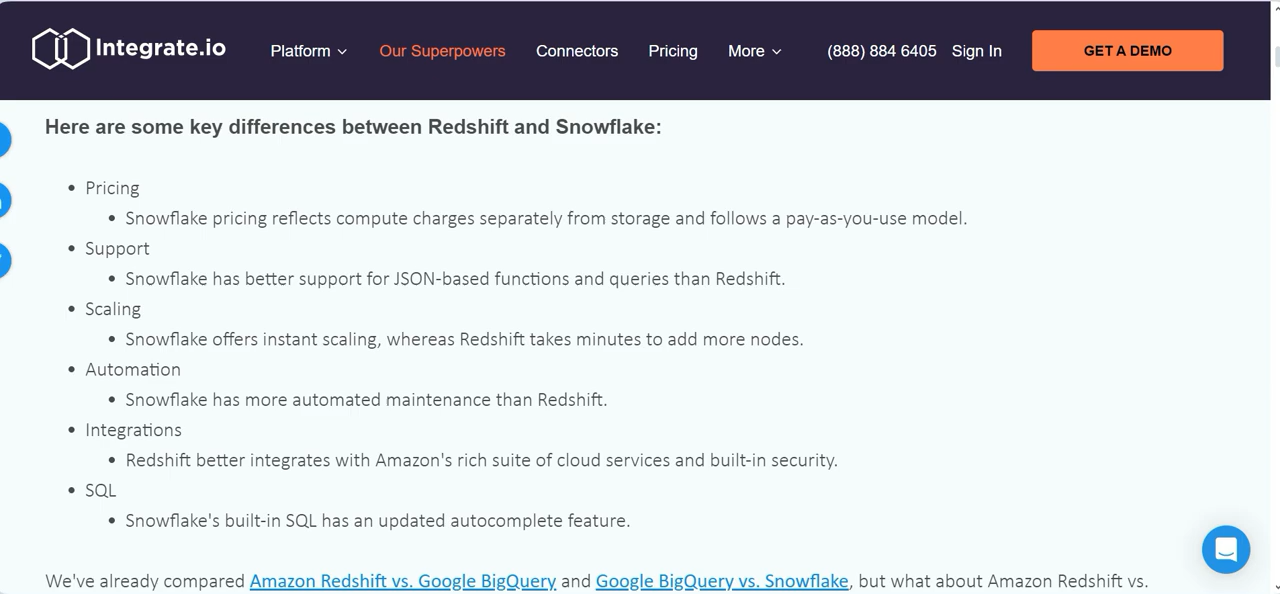 Integrate.io Platform Our Superpowers Connectors Pricing More (888) 884 6405 Sign In GET A DEMO
Here are some key differences between Redshift and Snowflake:
• Pricing
• Snowflake pricing reflects compute charges separately from storage and follows a pay-as-you-use model.
• Support
• Snowflake has better support for JSON-based functions and queries than Redshift.
• Scaling
• Snowflake offers instant scaling, whereas Redshift takes minutes to add more nodes.
• Automation
• Snowflake has more automated maintenance than Redshift.
• Integrations
• Redshift better integrates with Amazon's rich suite of cloud services and built-in security.
• SQL
• Snowflake's built-in SQL has an updated autocomplete feature.
We've already compared Amazon Redshift vs. Google BigQuery and Google BigQuery vs. Snowflake, but what about Amazon Redshift vs.